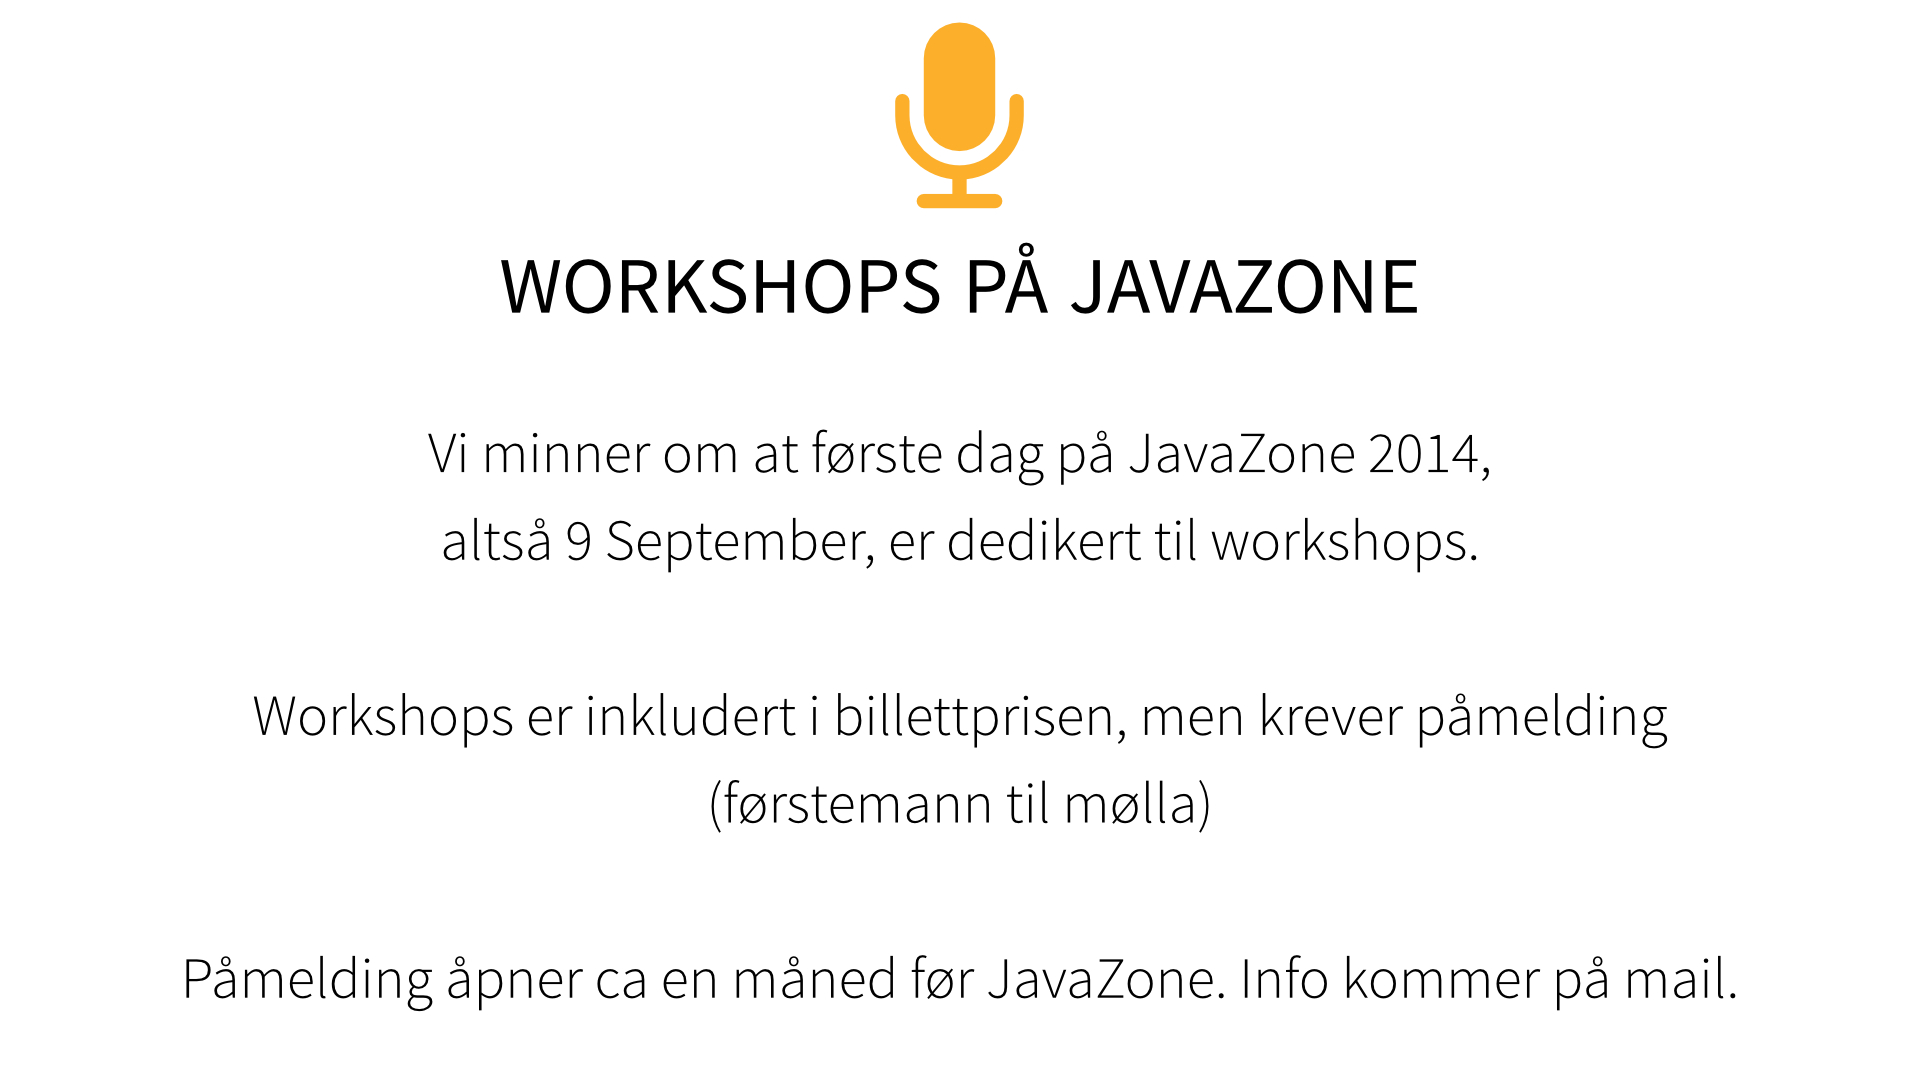 WORKSHOPS PÅ JAVAZONE
Vi minner om at første dag på JavaZone 2014,
altså 9 September, er dedikert til workshops.
Workshops er inkludert i billettprisen, men krever påmelding
(førstemann til mølla)
Påmelding åpner ca en måned før JavaZone. Info kommer på mail.